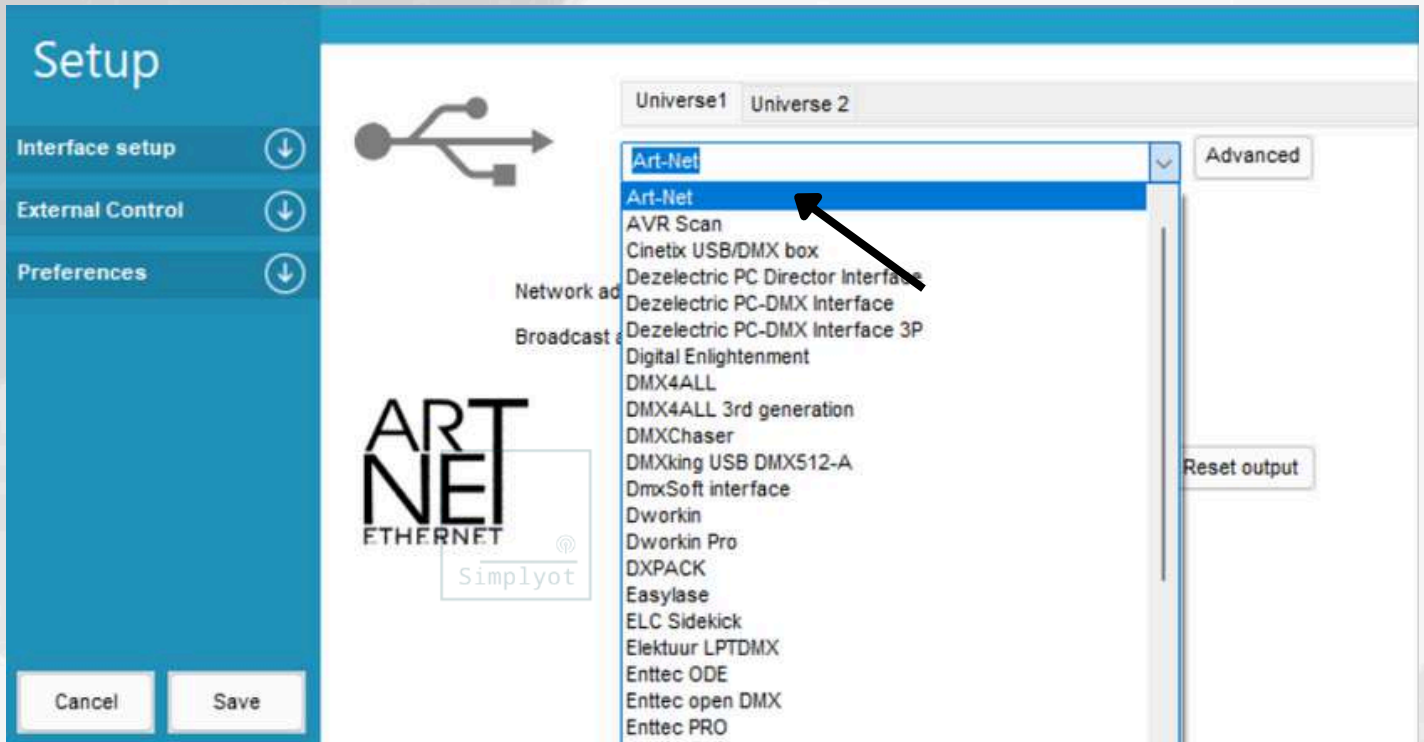 Setup
Interface setup
External Control
Preferences
Cancel
Save
Universe1
Universe 2
Art-Net
Advanced
Art-Net
AVR Scan
Cinetix USB/DMX box
Dezelectric PC Director Interface
Dezelectric PC-DMX Interface
Dezelectric PC-DMX Interface 3P
Digital Enlightenment
DMX4ALL
DMX4ALL 3rd generation
DMXChaser
DMXking USB DMX512-A
DmxSoft interface
Dworkin
Dworkin Pro
DXPACK
Easylase
ELC Sidekick
Elektuur LPTDMX
Enttec ODE
Enttec open DMX
Enttec PRO
Network ad
Broadcast a
ART
NET
ETHERNET
Simplyot
Reset output